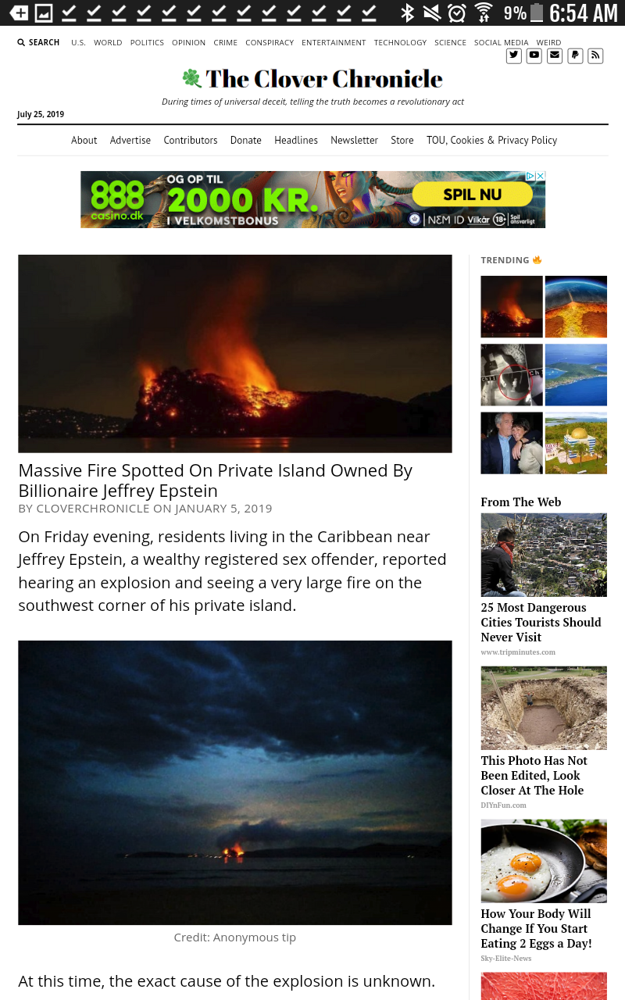 9% 6:54 AM
SEARCH U.S. WORLD POLITICS OPINION CRIME CONSPIRACY ENTERTAINMENT TECHNOLOGY SCIENCE SOCIAL MEDIA WEIRD
The Clover Chronicle
During times of universal deceit, telling the truth becomes a revolutionary act
July 25, 2019
About Advertise Contributors Donate Headlines Newsletter Store TOU, Cookies & Privacy Policy
888
casino.dk
OG OP TIL
2000 KR.
I VELKOMSTBONUS
SPIL NU
NEM ID Vilkår 18+ Spil ansvarligt
TRENDING
Massive Fire Spotted On Private Island Owned By
Billionaire Jeffrey Epstein
BY CLOVERCHRONICLE ON JANUARY 5, 2019
On Friday evening, residents living in the Caribbean near
Jeffrey Epstein, a wealthy registered sex offender, reported
hearing an explosion and seeing a very large fire on the
southwest corner of his private island.
Credit: Anonymous tip
At this time, the exact cause of the explosion is unknown.
From The Web
25 Most Dangerous
Cities Tourists Should
Never Visit
www.tripminutes.com
This Photo Has Not
Been Edited, Look
Closer At The Hole
DIYnFun.com
How Your Body Will
Change If You Start
Eating 2 Eggs a Day!
Sky-Elite-News